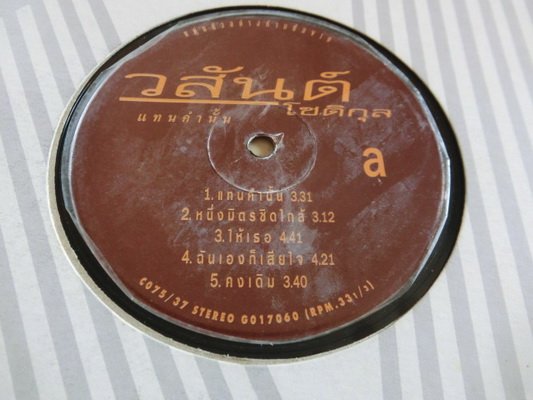 วสันต์
โชติกุล
แทนคำนั้น
a
1. แทนคำนั้น 3.31
2. หนึ่งมิตรชิดใกล้ 3.12
3. ให้เธอ 4.41
4. ฉันเองก็เสียใจ 4.21
5. คงเดิม 3.40
C075/37 STEREO G017060 (RPM. 33 1/3)